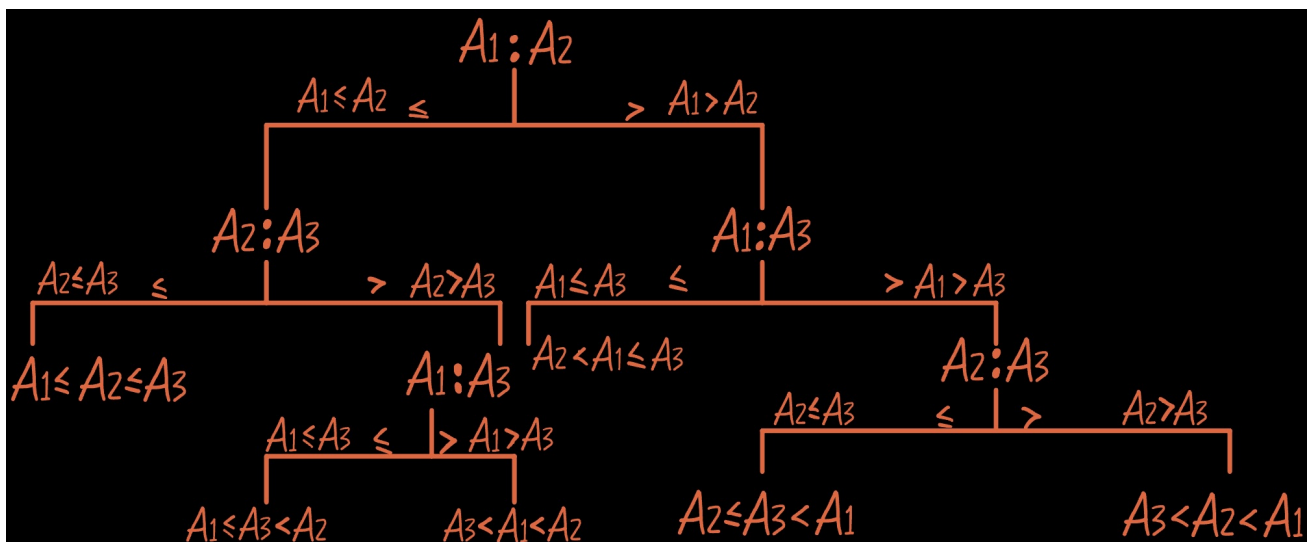 A1:A2
A1≤A2 ≤ > A1>A2
A2:A3 A1:A3
A2≤A3 ≤ > A2>A3 A1≤A3 ≤ > A1>A3
A1≤A2≤A3 A1:A3 A2<A1≤A3 A2:A3
A1≤A3 ≤ > A1>A3 A2≤A3 ≤ > A2>A3
A1≤A3<A2 A3<A1<A2 A2≤A3<A1 A3<A2<A1